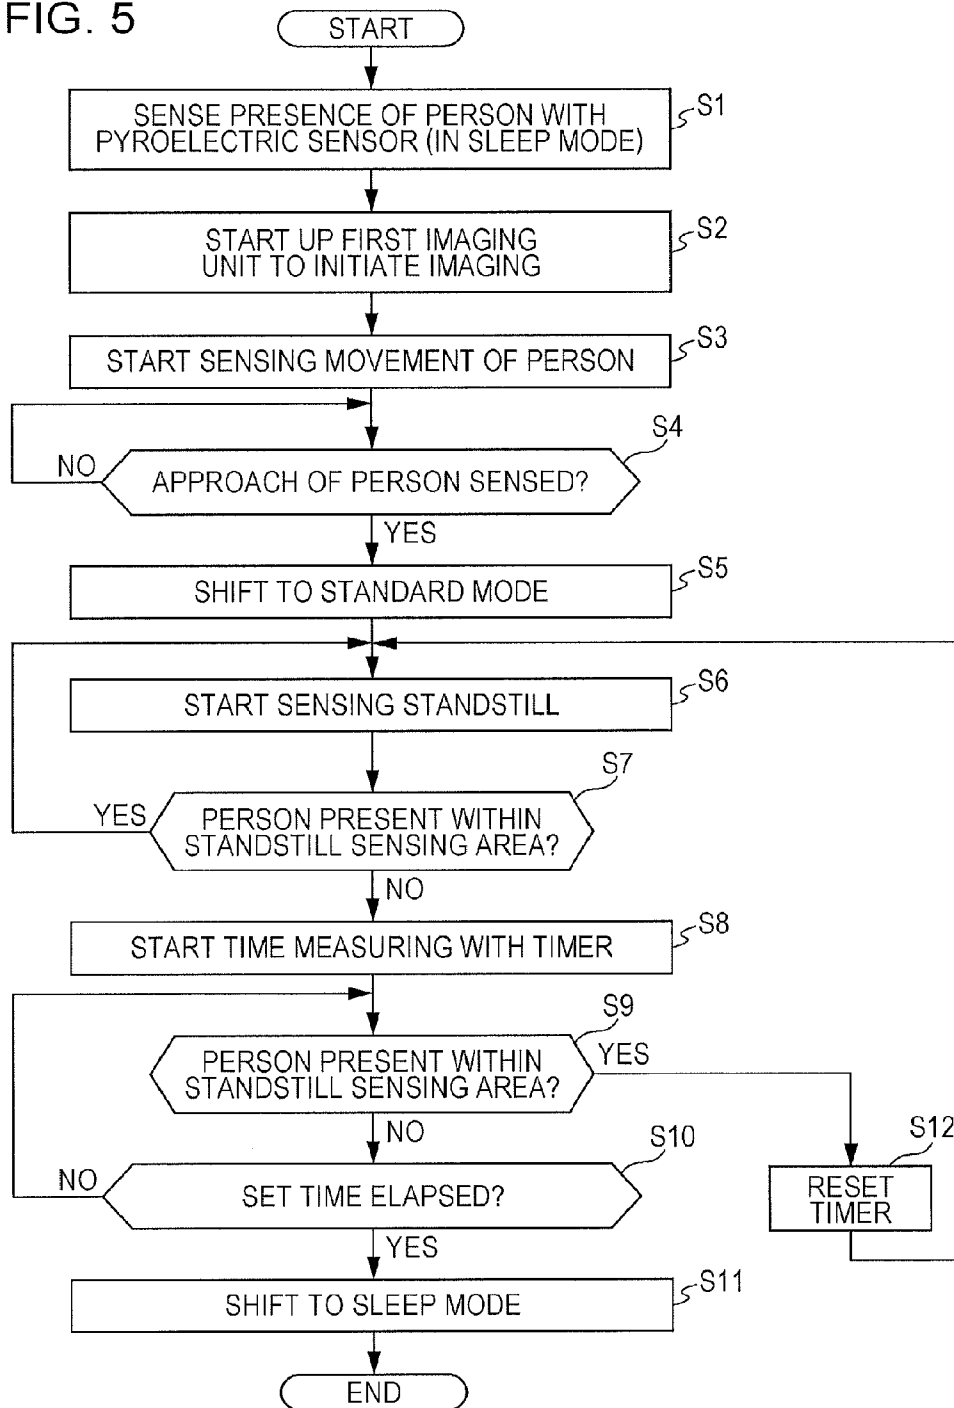 FIG. 5
START
SENSE PRESENCE OF PERSON WITH
PYROELECTRIC SENSOR (IN SLEEP MODE)
S1
START UP FIRST IMAGING
UNIT TO INITIATE IMAGING
S2
START SENSING MOVEMENT OF PERSON
S3
S4
NO
APPROACH OF PERSON SENSED?
YES
SHIFT TO STANDARD MODE
S5
START SENSING STANDSTILL
S6
S7
YES
PERSON PRESENT WITHIN
STANDSTILL SENSING AREA?
NO
START TIME MEASURING WITH TIMER
S8
S9
PERSON PRESENT WITHIN
STANDSTILL SENSING AREA?
YES
NO
S10
NO
SET TIME ELAPSED?
YES
S12
RESET
TIMER
SHIFT TO SLEEP MODE
S11
END